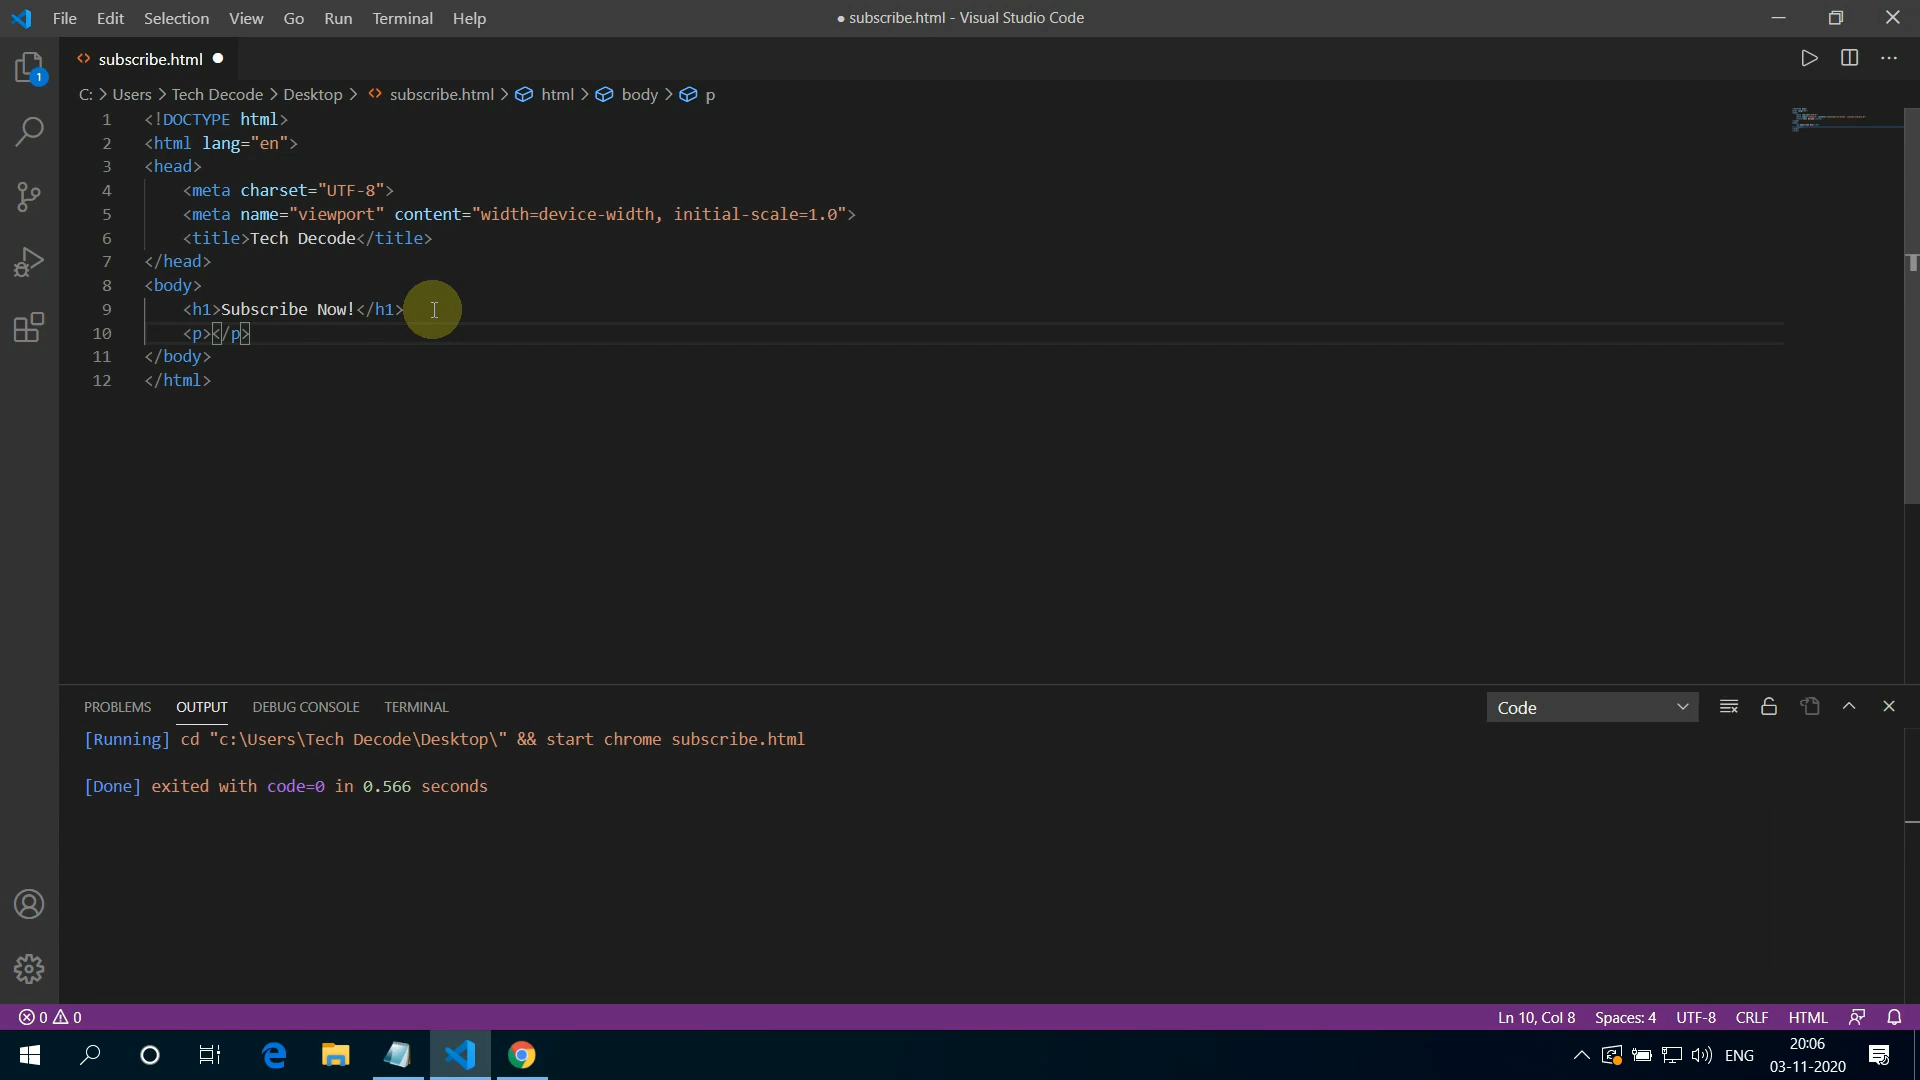 File Edit Selection View Go Run Terminal Help
● subscribe.html - Visual Studio Code
subscribe.html
C: > Users > Tech Decode > Desktop > subscribe.html > html > body > p
1 <!DOCTYPE html>
2 <html lang="en">
3 <head>
4 <meta charset="UTF-8">
5 <meta name="viewport" content="width=device-width, initial-scale=1.0">
6 <title>Tech Decode</title>
7 </head>
8 <body>
9 <h1>Subscribe Now!</h1>
10 <p></p>
11 </body>
12 </html>
PROBLEMS OUTPUT DEBUG CONSOLE TERMINAL
Code
[Running] cd "c:\Users\Tech Decode\Desktop\" && start chrome subscribe.html
[Done] exited with code=0 in 0.566 seconds
1
0 0
Ln 10, Col 8 Spaces: 4 UTF-8 CRLF HTML
ENG
20:06
03-11-2020